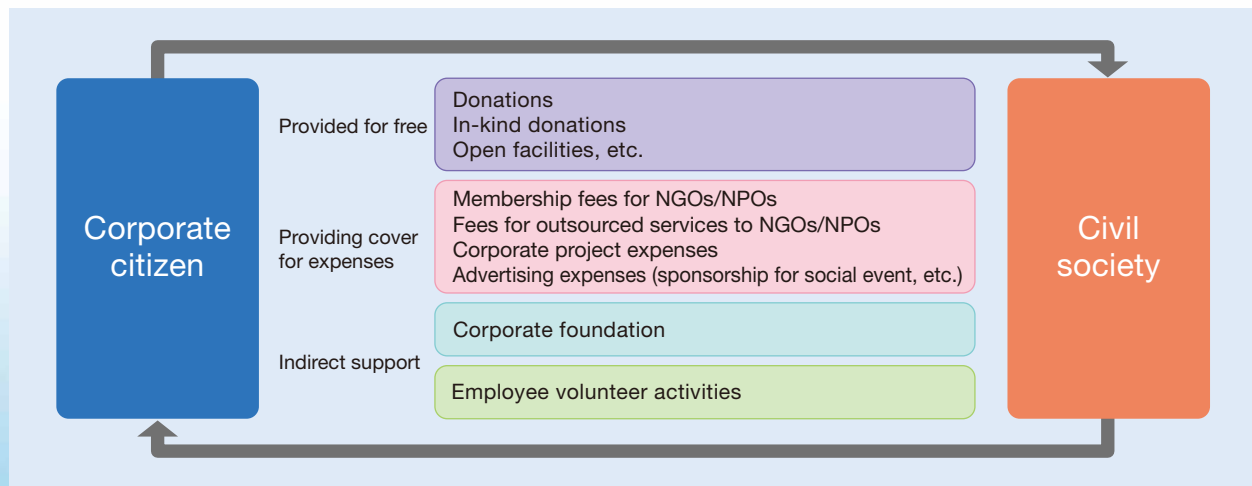 Corporate
citizen
Provided for free
Donations
In-kind donations
Open facilities, etc.
Providing cover
for expenses
Membership fees for NGOs/NPOs
Fees for outsourced services to NGOs/NPOs
Corporate project expenses
Advertising expenses (sponsorship for social event, etc.)
Indirect support
Corporate foundation
Employee volunteer activities
Civil
society